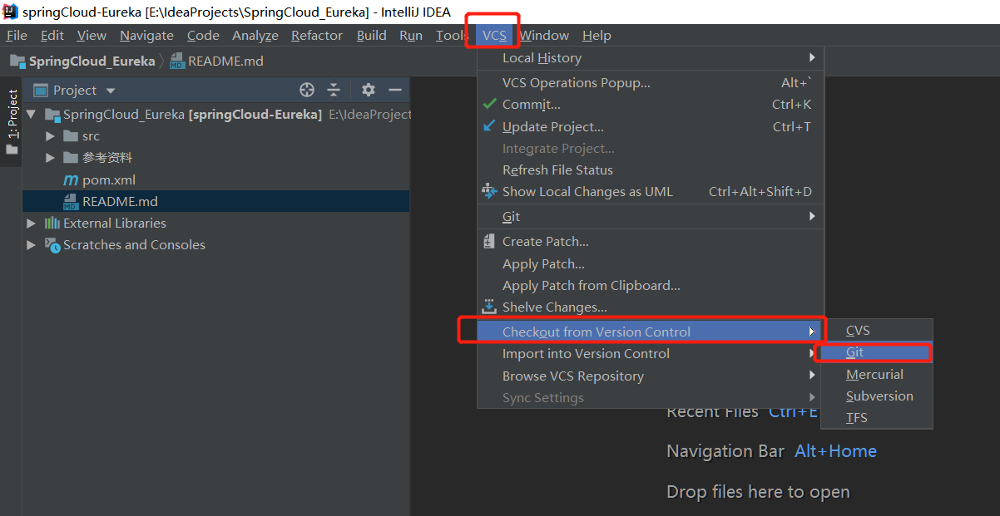 springCloud-Eureka [E:\IdeaProjects\SpringCloud_Eureka] - IntelliJ IDEA
File Edit View Navigate Code Analyze Refactor Build Run Tools VCS Window Help
SpringCloud_Eureka README.md
1: Project
Project
SpringCloud_Eureka [springCloud-Eureka] E:\IdeaProject
src
参考资料
pom.xml
README.md
External Libraries
Scratches and Consoles
Local History
VCS Operations Popup... Alt+`
Commit... Ctrl+K
Update Project... Ctrl+T
Integrate Project...
Refresh File Status
Show Local Changes as UML Ctrl+Alt+Shift+D
Git
Create Patch...
Apply Patch...
Apply Patch from Clipboard...
Shelve Changes...
Checkout from Version Control
Import into Version Control
Browse VCS Repository
Sync Settings
CVS
Git
Mercurial
Subversion
TFS
Recent Files Ctrl+E
Navigation Bar Alt+Home
Drop files here to open